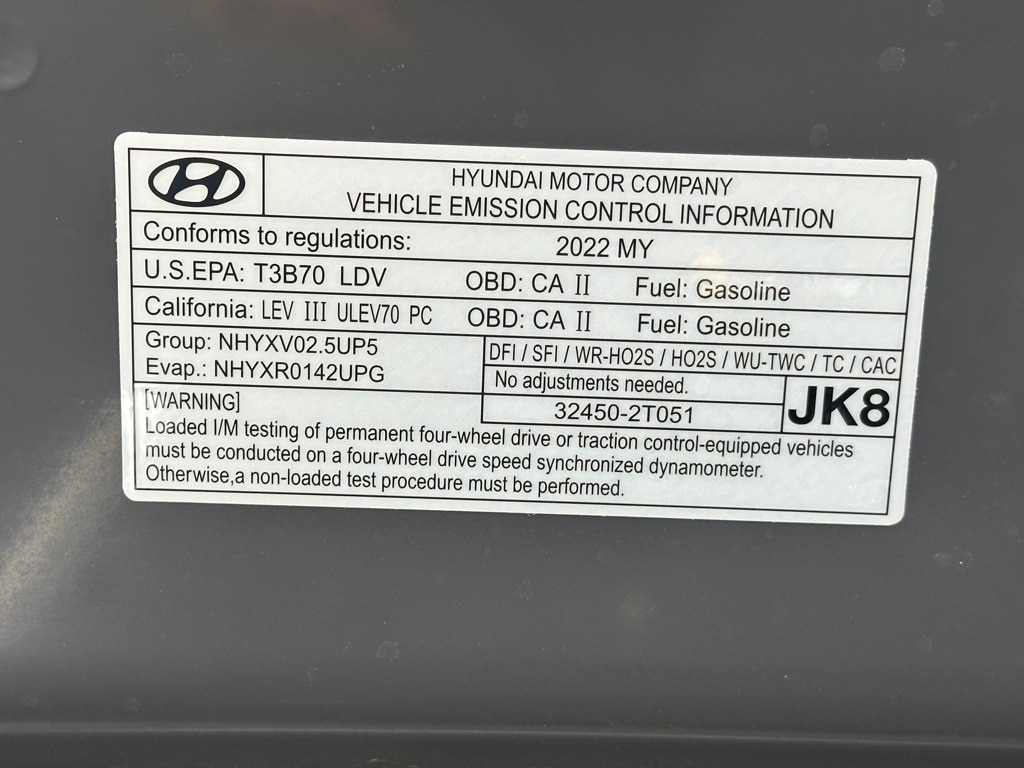 HYUNDAI MOTOR COMPANY
VEHICLE EMISSION CONTROL INFORMATION
Conforms to regulations: 2022 MY
U.S.EPA: T3B70 LDV OBD: CA II Fuel: Gasoline
California: LEV III ULEV70 PC OBD: CA II Fuel: Gasoline
Group: NHYXV02.5UP5
Evap.: NHYXR0142UPG
DFI / SFI / WR-HO2S / HO2S / WU-TWC / TC / CAC
No adjustments needed.
32450-2T051
JK8
[WARNING]
Loaded I/M testing of permanent four-wheel drive or traction control-equipped vehicles
must be conducted on a four-wheel drive speed synchronized dynamometer.
Otherwise,a non-loaded test procedure must be performed.